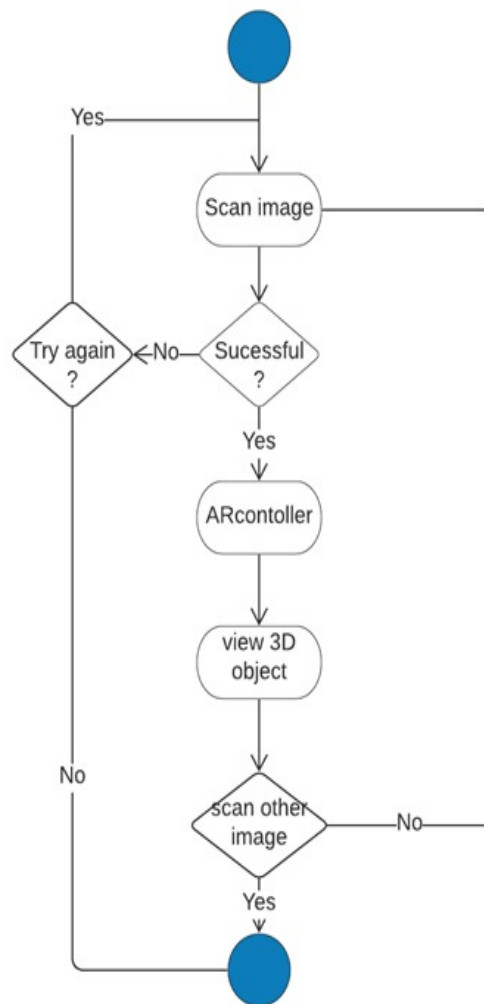 Yes
Scan image
Try again
?
No
Sucessful
?
Yes
ARcontoller
view 3D
object
No
scan other
image
No
Yes